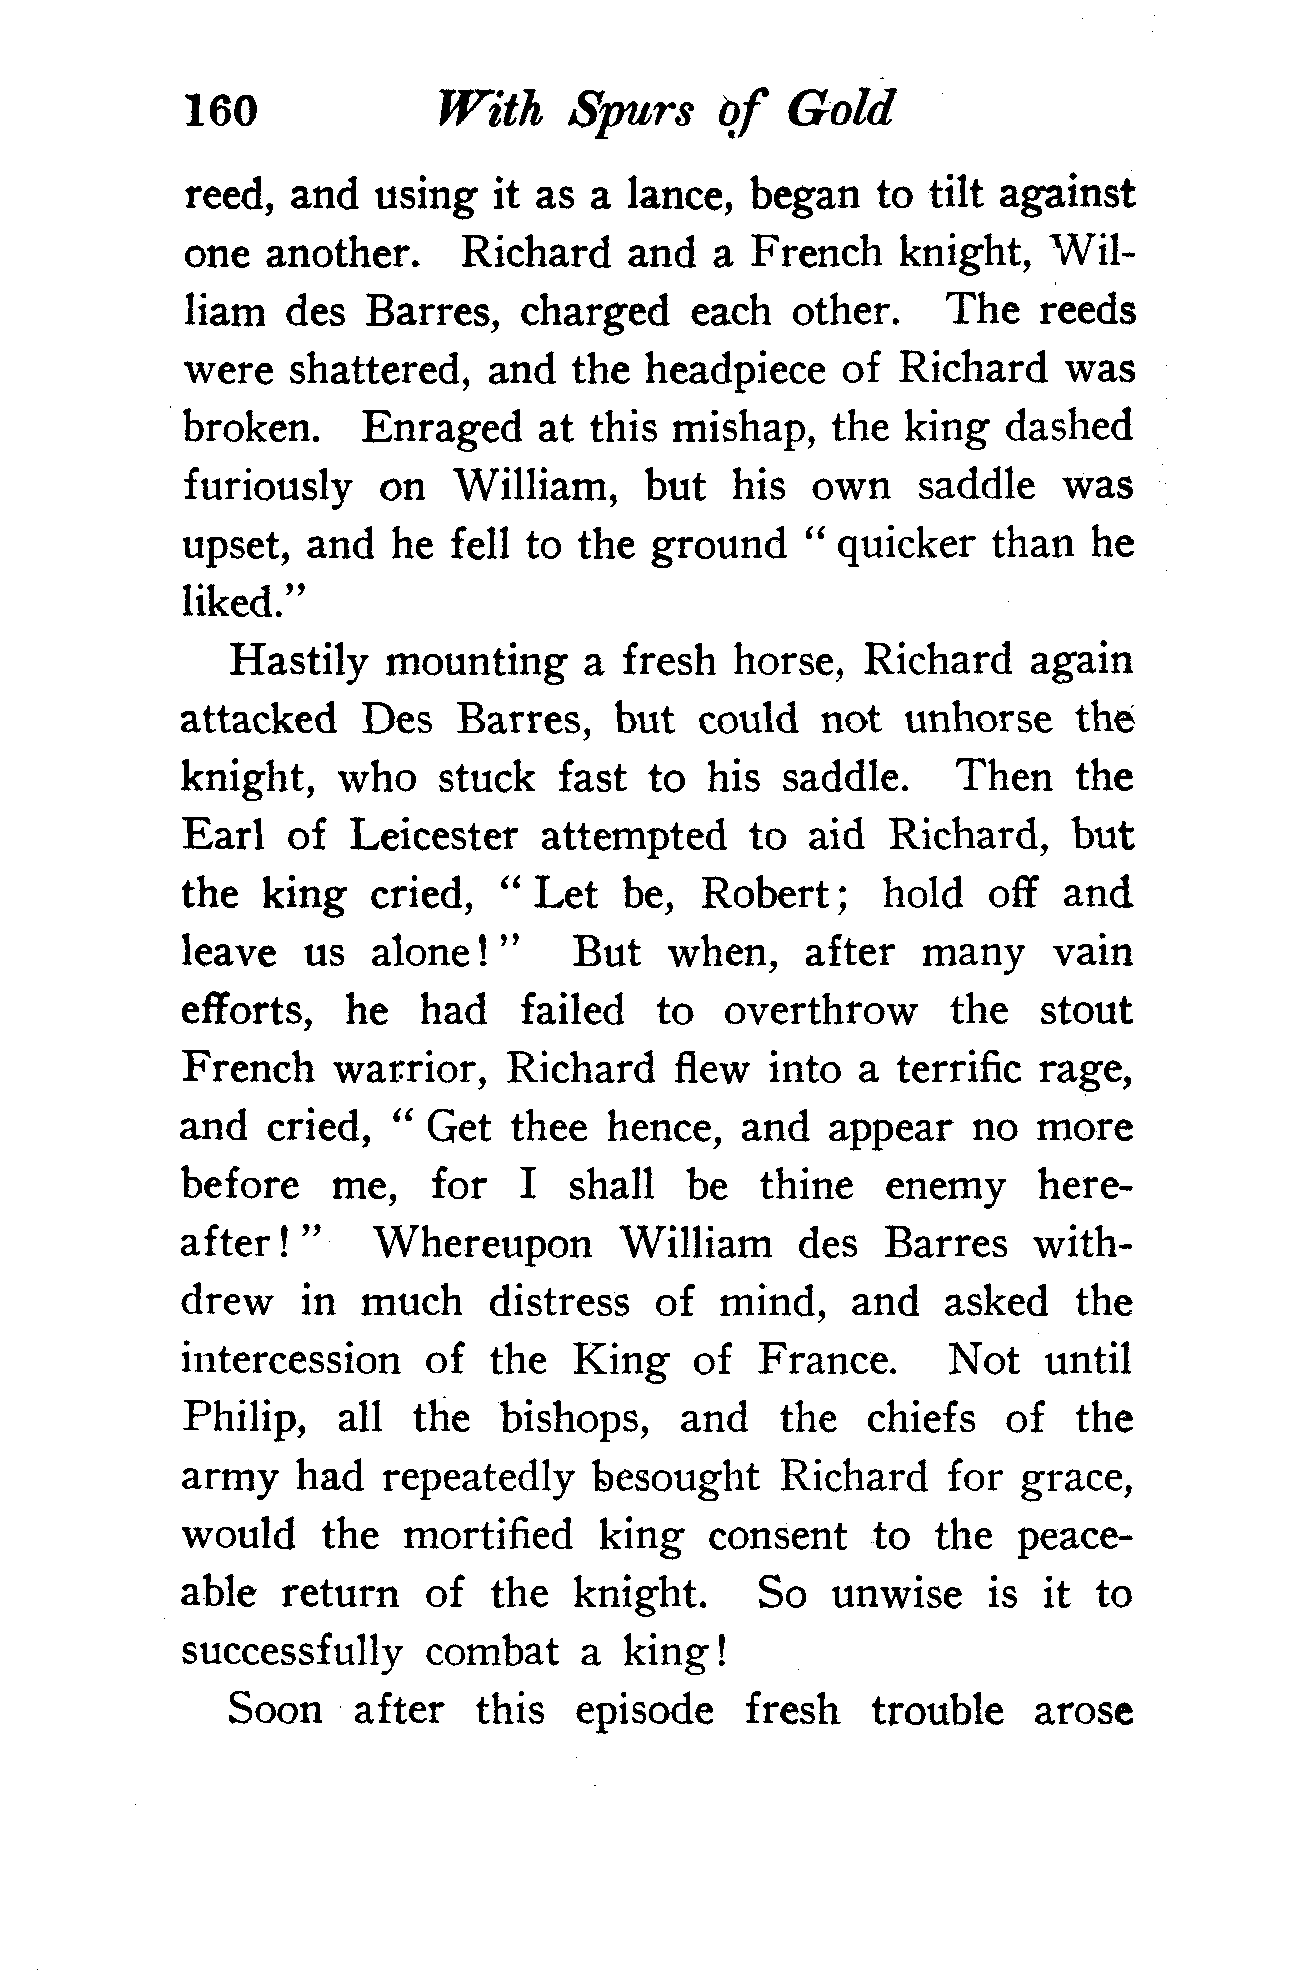 160 With Spurs of Gold
reed, and using it as a lance, began to tilt against
one another. Richard and a French knight, Wil-
liam des Barres, charged each other. The reeds
were shattered, and the headpiece of Richard was
broken. Enraged at this mishap, the king dashed
furiously on William, but his own saddle was
upset, and he fell to the ground “ quicker than he
liked.”
Hastily mounting a fresh horse, Richard again
attacked Des Barres, but could not unhorse the
knight, who stuck fast to his saddle. Then the
Earl of Leicester attempted to aid Richard, but
the king cried, “ Let be, Robert; hold off and
leave us alone! ” But when, after many vain
efforts, he had failed to overthrow the stout
French warrior, Richard flew into a terrific rage,
and cried, “ Get thee hence, and appear no more
before me, for I shall be thine enemy here-
after! ” Whereupon William des Barres with-
drew in much distress of mind, and asked the
intercession of the King of France. Not until
Philip, all the bishops, and the chiefs of the
army had repeatedly besought Richard for grace,
would the mortified king consent to the peace-
able return of the knight. So unwise is it to
successfully combat a king!
Soon after this episode fresh trouble arose